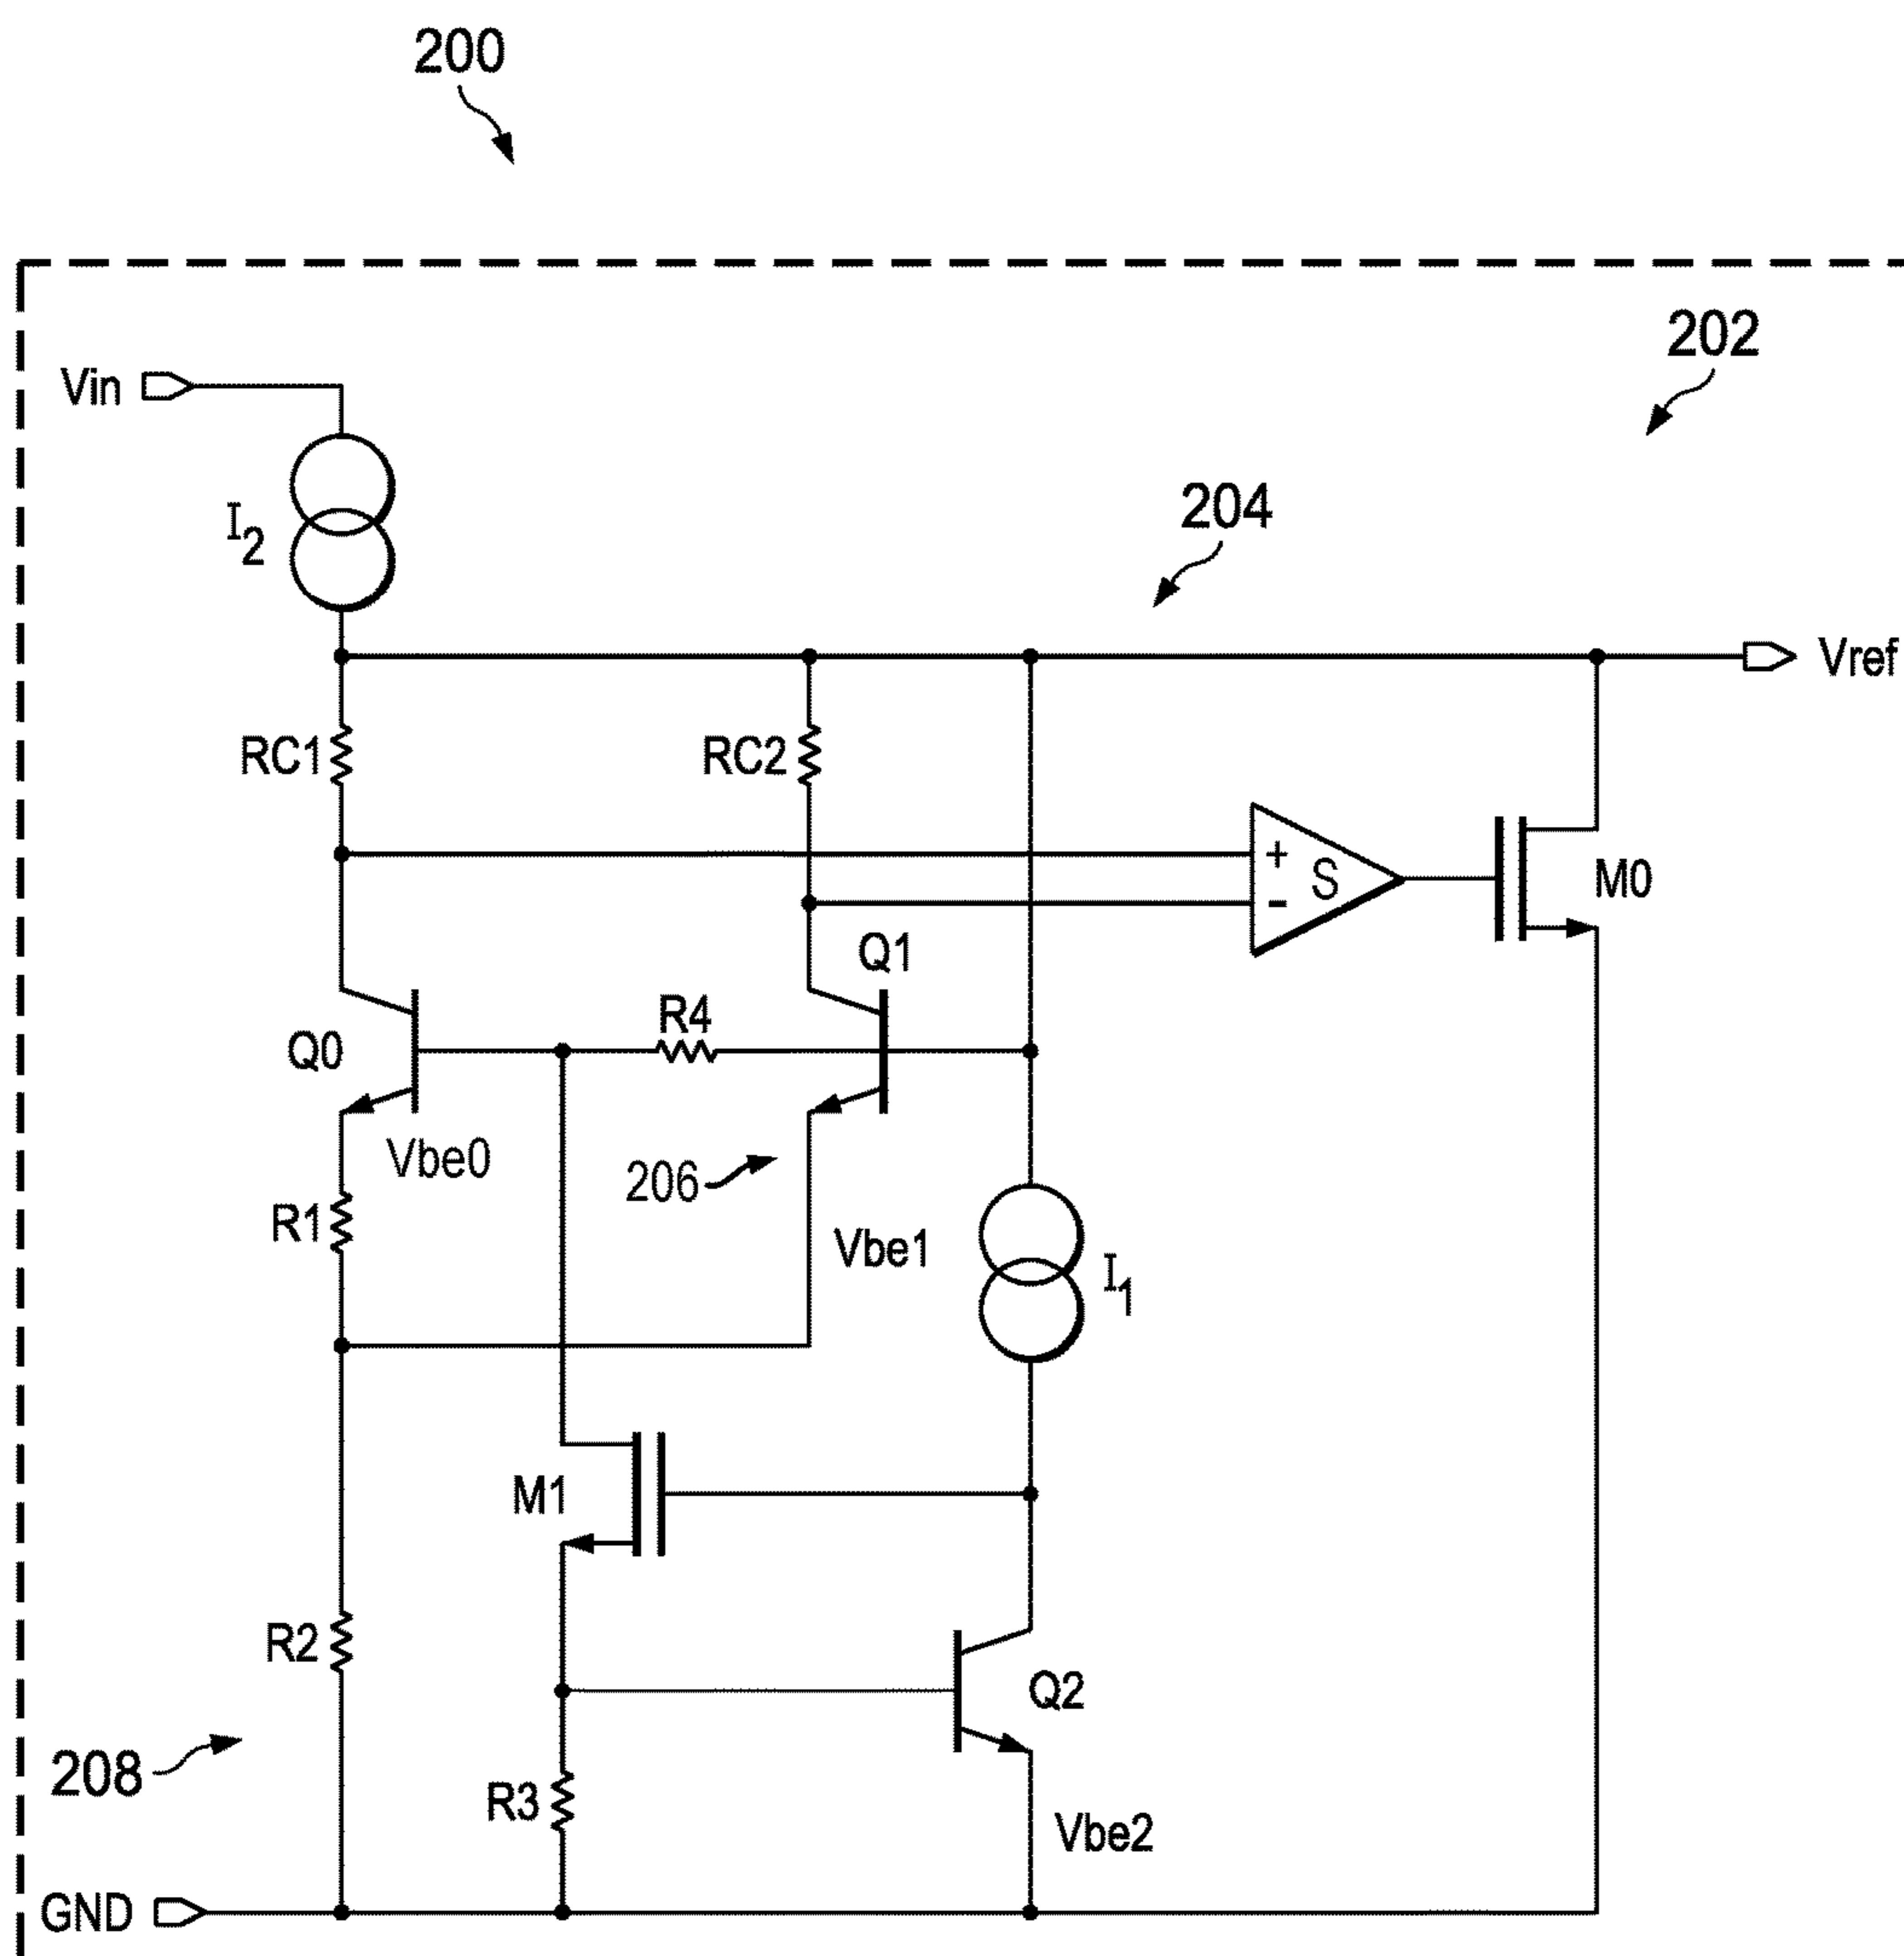 200
202
Vin
I2
204
Vref
RC1
RC2
+
S
-
M0
Q1
R4
Q0
Vbe0
206
R1
Vbe1
I1
M1
R2
Q2
208
R3
Vbe2
GND